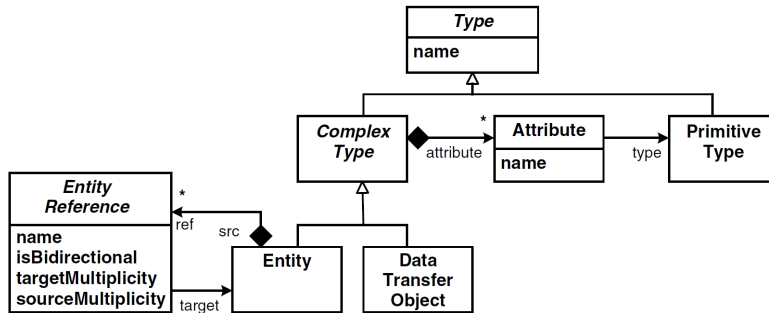 Type
name
Complex
Type
*
attribute
Attribute
name
type
Primitive
Type
Entity
Reference
name
isBidirectional
targetMultiplicity
sourceMultiplicity
*
ref
src
target
Entity
Data
Transfer
Object